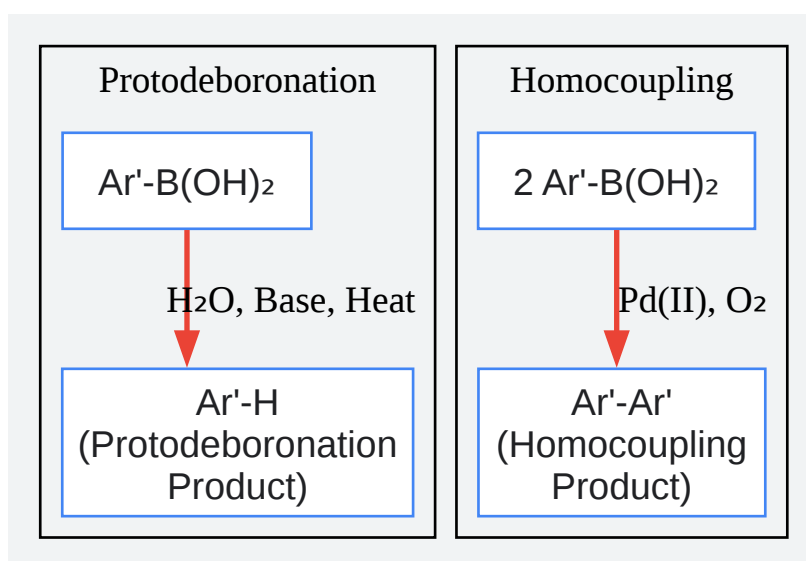 Protodeboronation
Ar'-B(OH)₂
H₂O, Base, Heat
Ar'-H
(Protodeboronation
Product)
Homocoupling
2 Ar'-B(OH)₂
Pd(II), O₂
Ar'-Ar'
(Homocoupling
Product)